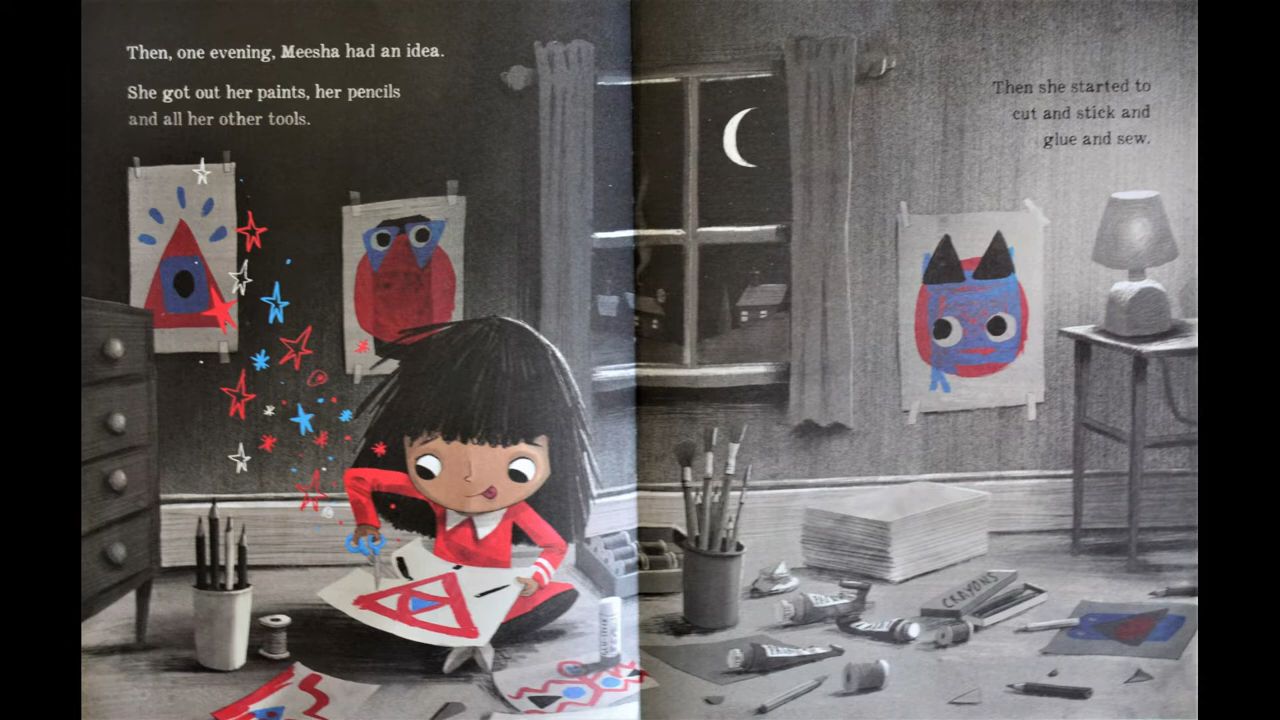 Then, one evening, Meesha had an idea.
She got out her paints, her pencils
and all her other tools.
Then she started to
cut and stick and
glue and sew.
CRAYONS